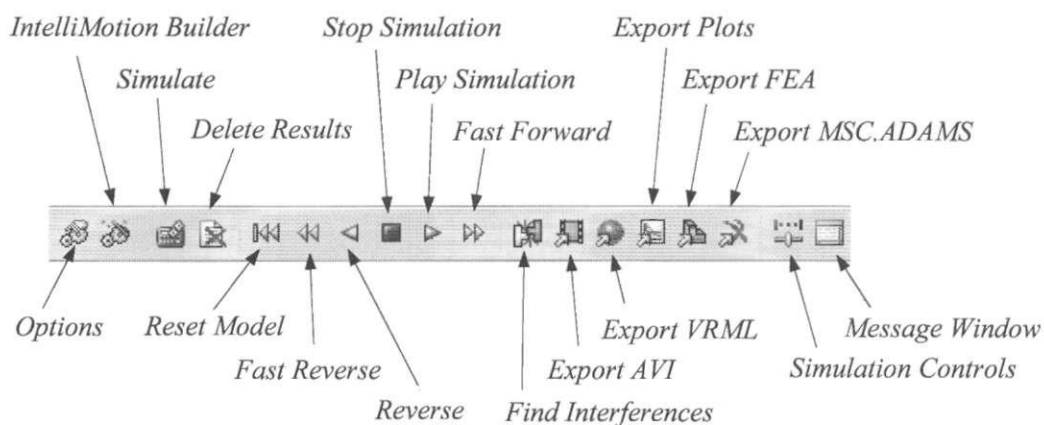 IntelliMotion Builder
Stop Simulation
Export Plots
Simulate
Play Simulation
Export FEA
Delete Results
Fast Forward
Export MSC.ADAMS
Options
Reset Model
Export VRML
Message Window
Fast Reverse
Export AVI
Simulation Controls
Reverse
Find Interferences